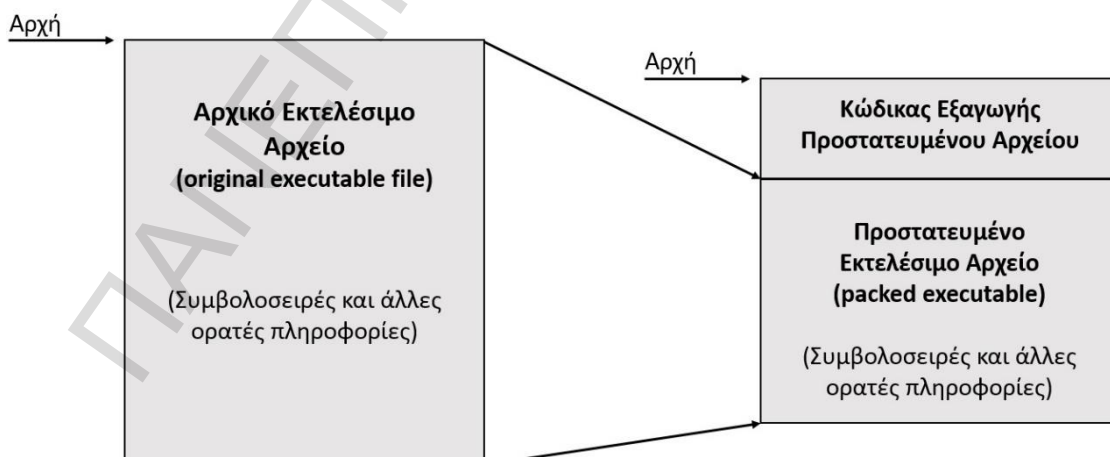 Αρχή
Αρχικό Εκτελέσιμο
Αρχείο
(original executable file)
(Συμβολοσειρές και άλλες
ορατές πληροφορίες)
Αρχή
Κώδικας Εξαγωγής
Προστατευμένου Αρχείου
Προστατευμένο
Εκτελέσιμο Αρχείο
(packed executable)
(Συμβολοσειρές και άλλες
ορατές πληροφορίες)